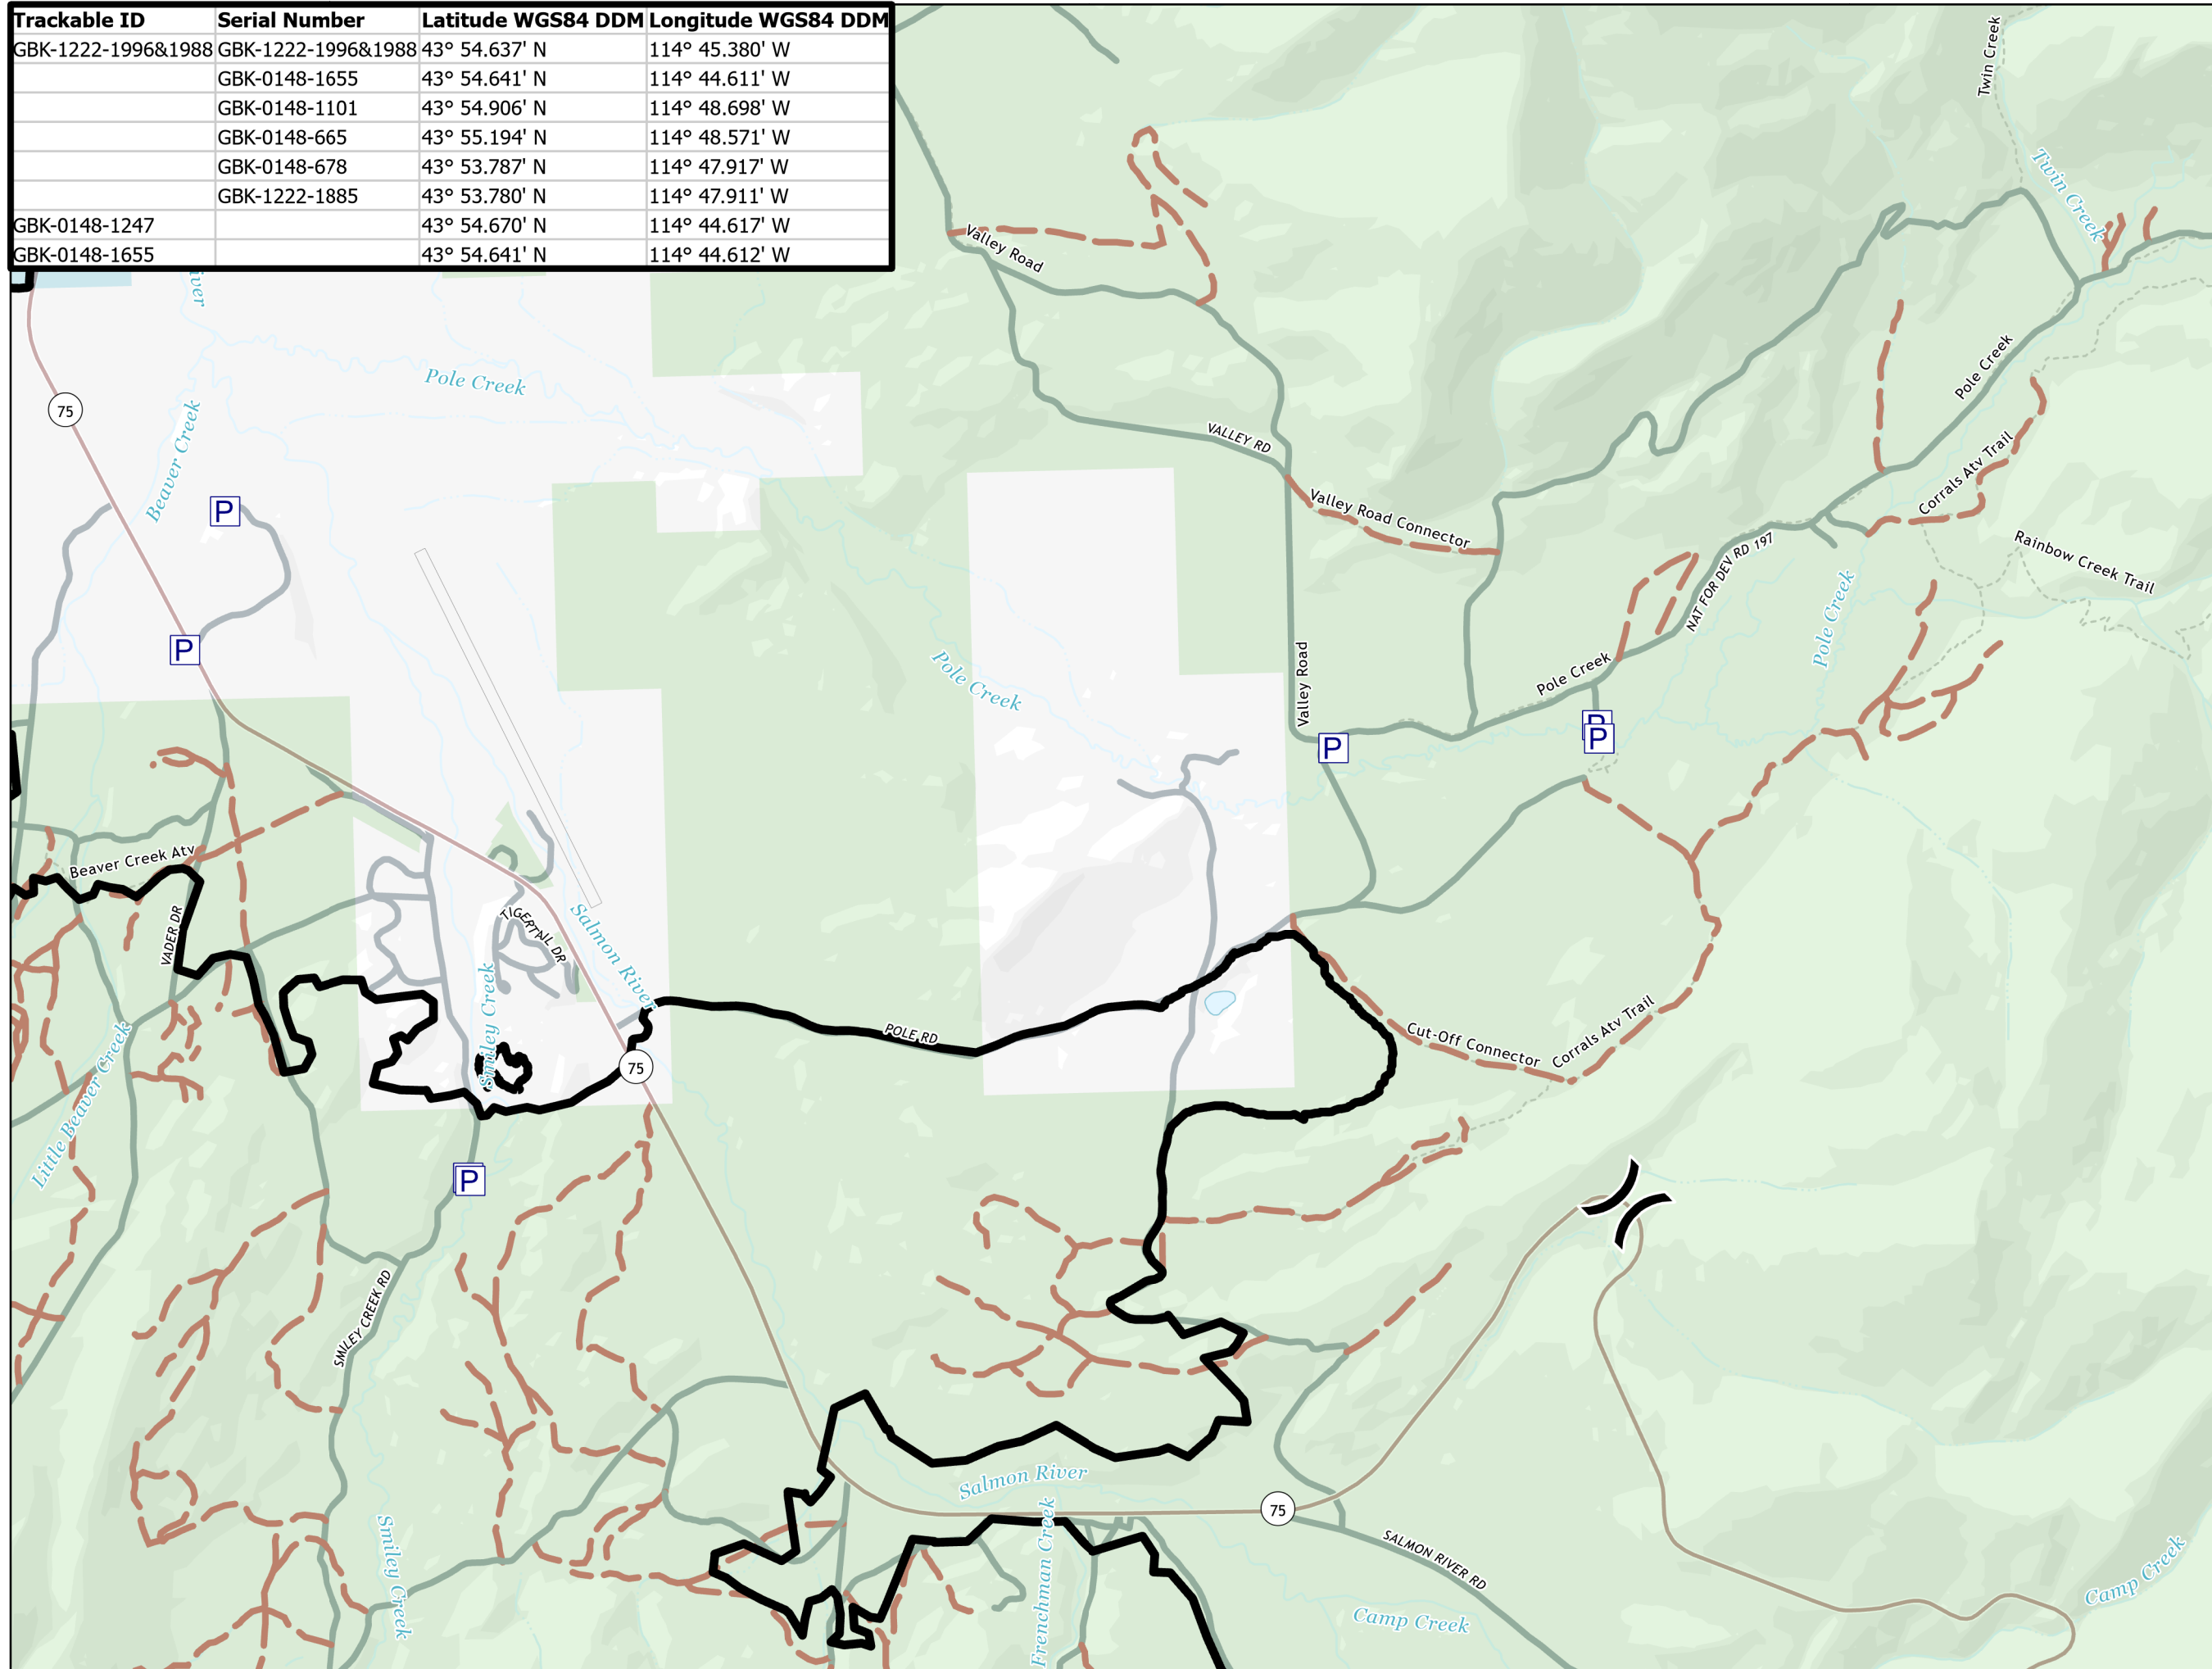 Trackable ID Serial Number Latitude WGS84 DDM Longitude WGS84 DDM
GBK-1222-1996&1988 GBK-1222-1996&1988 43° 54.637' N 114° 45.380' W
GBK-0148-1655 43° 54.641' N 114° 44.611' W
GBK-0148-1101 43° 54.906' N 114° 48.698' W
GBK-0148-665 43° 55.194' N 114° 48.571' W
GBK-0148-678 43° 53.787' N 114° 47.917' W
GBK-1222-1885 43° 53.780' N 114° 47.911' W
GBK-0148-1247 43° 54.670' N 114° 44.617' W
GBK-0148-1655 43° 54.641' N 114° 44.612' W
Twin Creek
Twin Creek
Valley Road
iver
Pole Creek
Pole Creek
75
Beaver Creek
VALLEY RD
Corrals Atv Trail
Valley Road Connector
P
Rainbow Creek Trail
NAT FOR DEV RD 197
Pole Creek
P
Pole Creek
Valley Road
Pole Creek
P
P
P
Beaver Creek Atv
VADER DR
TIGERTAIL DR
Salmon River
Smiley Creek
POLE RD
Cut-Off Connector
Corrals Atv Trail
75
Little Beaver Creek
P
SMILEY CREEK RD
Salmon River
75
Smiley Creek
Frenchman Creek
SALMON RIVER RD
Camp Creek
Camp Creek